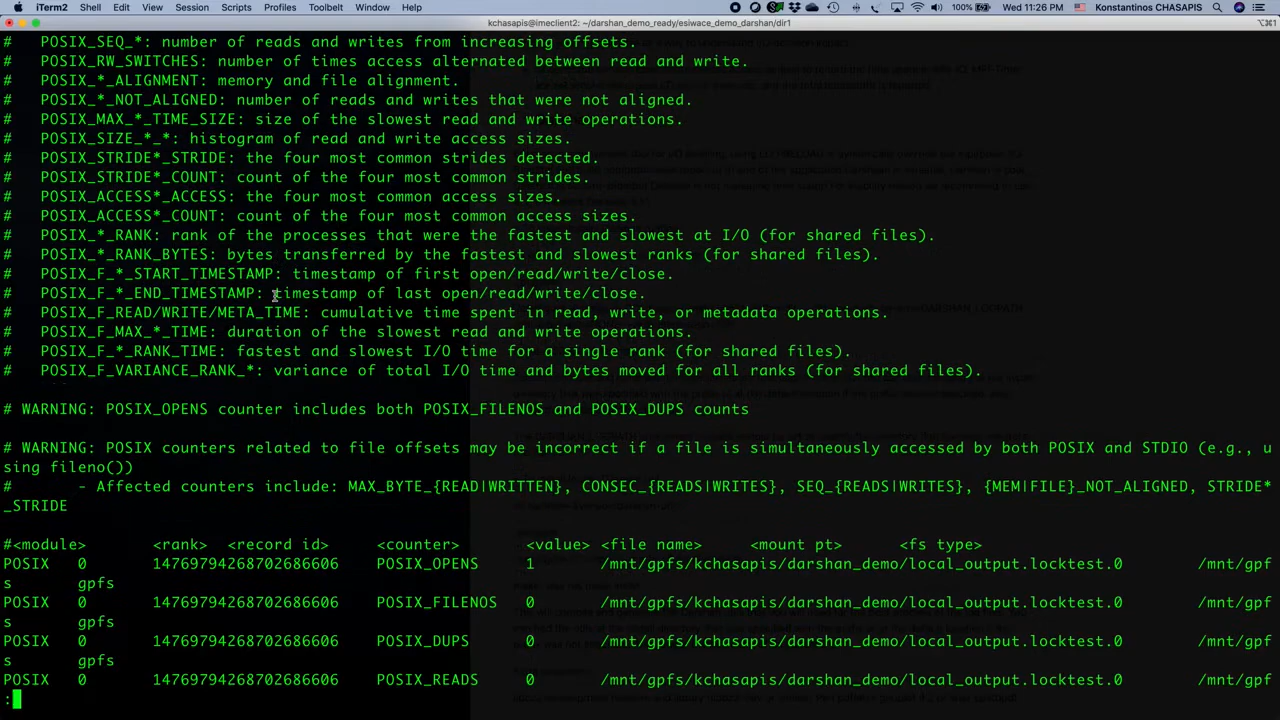 iTerm2 Shell Edit View Session Scripts Profiles Toolbelt Window Help 100% Wed 11:26 PM Konstantinos CHASAPIS
kchasapis@imeclient2: ~/darshan_demo_ready/esiwace_demo_darshan/dir1 ⌥⌘1
# POSIX_SEQ_*: number of reads and writes from increasing offsets.
# POSIX_RW_SWITCHES: number of times access alternated between read and write.
# POSIX_*_ALIGNMENT: memory and file alignment.
# POSIX_*_NOT_ALIGNED: number of reads and writes that were not aligned.
# POSIX_MAX_*_TIME_SIZE: size of the slowest read and write operations.
# POSIX_SIZE_*_*: histogram of read and write access sizes.
# POSIX_STRIDE*_STRIDE: the four most common strides detected.
# POSIX_STRIDE*_COUNT: count of the four most common strides.
# POSIX_ACCESS*_ACCESS: the four most common access sizes.
# POSIX_ACCESS*_COUNT: count of the four most common access sizes.
# POSIX_*_RANK: rank of the processes that were the fastest and slowest at I/O (for shared files).
# POSIX_*_RANK_BYTES: bytes transferred by the fastest and slowest ranks (for shared files).
# POSIX_F_*_START_TIMESTAMP: timestamp of first open/read/write/close.
# POSIX_F_*_END_TIMESTAMP: timestamp of last open/read/write/close.
# POSIX_F_READ/WRITE/META_TIME: cumulative time spent in read, write, or metadata operations.
# POSIX_F_MAX_*_TIME: duration of the slowest read and write operations.
# POSIX_F_*_RANK_TIME: fastest and slowest I/O time for a single rank (for shared files).
# POSIX_F_VARIANCE_RANK_*: variance of total I/O time and bytes moved for all ranks (for shared files).
# WARNING: POSIX_OPENS counter includes both POSIX_FILENOS and POSIX_DUPS counts
# WARNING: POSIX counters related to file offsets may be incorrect if a file is simultaneously accessed by both POSIX and STDIO (e.g., u
sing fileno())
# - Affected counters include: MAX_BYTE_{READ|WRITTEN}, CONSEC_{READS|WRITES}, SEQ_{READS|WRITES}, {MEM|FILE}_NOT_ALIGNED, STRIDE*
_STRIDE
#<module> <rank> <record id> <counter> <value> <file name> <mount pt> <fs type>
POSIX 0 14769794268702686606 POSIX_OPENS 1 /mnt/gpfs/kchasapis/darshan_demo/local_output.locktest.0 /mnt/gpf
s gpfs
POSIX 0 14769794268702686606 POSIX_FILENOS 0 /mnt/gpfs/kchasapis/darshan_demo/local_output.locktest.0 /mnt/gpf
s gpfs
POSIX 0 14769794268702686606 POSIX_DUPS 0 /mnt/gpfs/kchasapis/darshan_demo/local_output.locktest.0 /mnt/gpf
s gpfs
POSIX 0 14769794268702686606 POSIX_READS 0 /mnt/gpfs/kchasapis/darshan_demo/local_output.locktest.0 /mnt/gpf
: